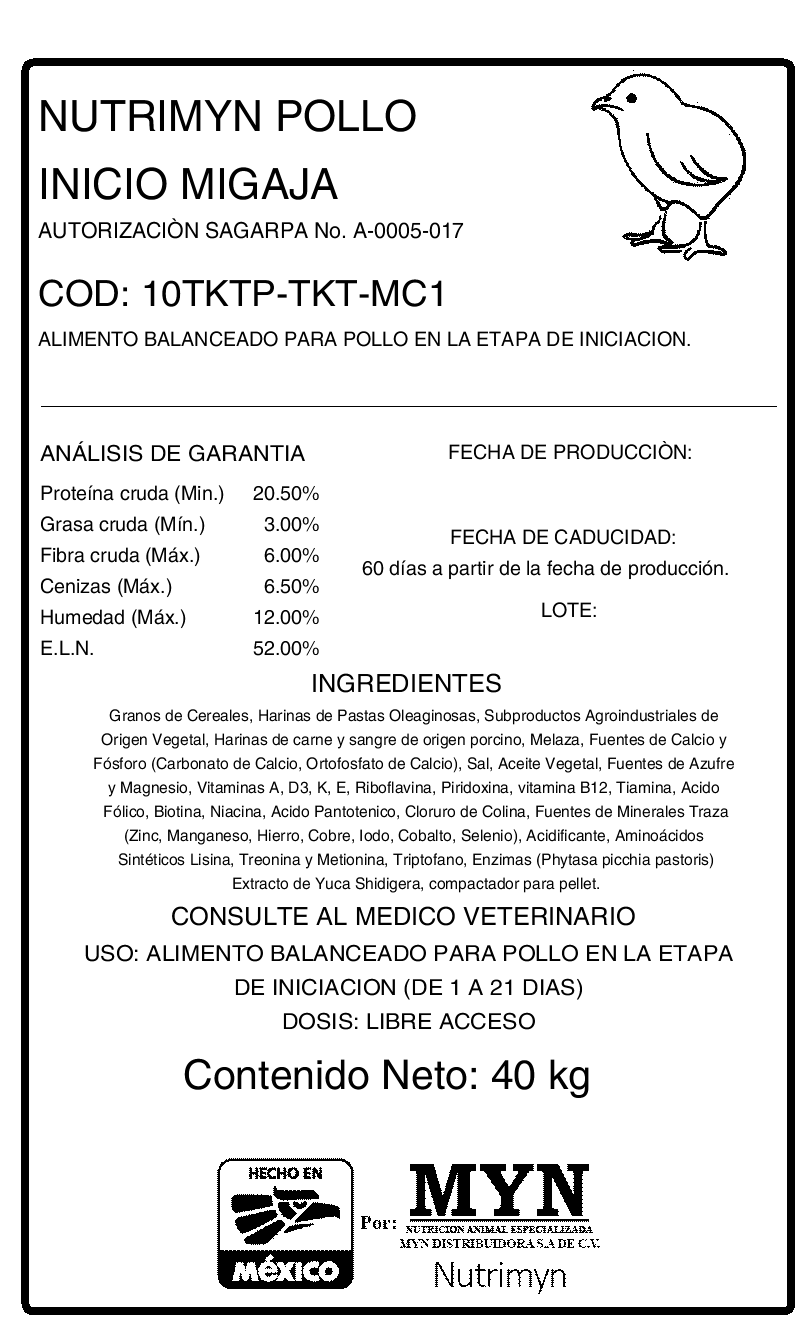 NUTRIMYN POLLO
INICIO MIGAJA
AUTORIZACIÒN SAGARPA No. A-0005-017
COD: 10TKTP-TKT-MC1
ALIMENTO BALANCEADO PARA POLLO EN LA ETAPA DE INICIACION.
ANÁLISIS DE GARANTIA
Proteína cruda (Min.) 20.50%
Grasa cruda (Mín.) 3.00%
Fibra cruda (Máx.) 6.00%
Cenizas (Máx.) 6.50%
Humedad (Máx.) 12.00%
E.L.N. 52.00%
FECHA DE PRODUCCIÒN:
FECHA DE CADUCIDAD:
60 días a partir de la fecha de producción.
LOTE:
INGREDIENTES
Granos de Cereales, Harinas de Pastas Oleaginosas, Subproductos Agroindustriales de
Origen Vegetal, Harinas de carne y sangre de origen porcino, Melaza, Fuentes de Calcio y
Fósforo (Carbonato de Calcio, Ortofosfato de Calcio), Sal, Aceite Vegetal, Fuentes de Azufre
y Magnesio, Vitaminas A, D3, K, E, Riboflavina, Piridoxina, vitamina B12, Tiamina, Acido
Fólico, Biotina, Niacina, Acido Pantotenico, Cloruro de Colina, Fuentes de Minerales Traza
(Zinc, Manganeso, Hierro, Cobre, Iodo, Cobalto, Selenio), Acidificante, Aminoácidos
Sintéticos Lisina, Treonina y Metionina, Triptofano, Enzimas (Phytasa picchia pastoris)
Extracto de Yuca Shidigera, compactador para pellet.
CONSULTE AL MEDICO VETERINARIO
USO: ALIMENTO BALANCEADO PARA POLLO EN LA ETAPA
DE INICIACION (DE 1 A 21 DIAS)
DOSIS: LIBRE ACCESO
Contenido Neto: 40 kg
HECHO EN
MéXICO
Por:
MYN
NUTRICION ANIMAL ESPECIALIZADA
MYN DISTRIBUIDORA S.A DE C.V.
Nutrimyn